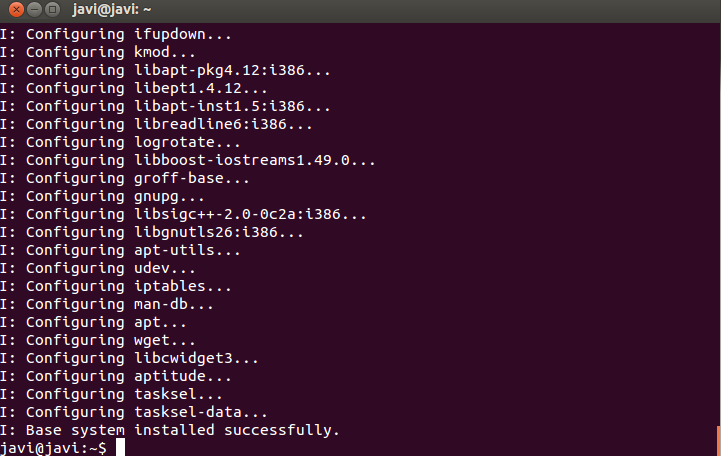 javi@javi: ~
I: Configuring ifupdown...
I: Configuring kmod...
I: Configuring libapt-pkg4.12:i386...
I: Configuring libept1.4.12...
I: Configuring libapt-inst1.5:i386...
I: Configuring libreadline6:i386...
I: Configuring logrotate...
I: Configuring libboost-iostreams1.49.0...
I: Configuring groff-base...
I: Configuring gnupg...
I: Configuring libsigc++-2.0-0c2a:i386...
I: Configuring libgnutls26:i386...
I: Configuring apt-utils...
I: Configuring udev...
I: Configuring iptables...
I: Configuring man-db...
I: Configuring apt...
I: Configuring wget...
I: Configuring libcwidget3...
I: Configuring aptitude...
I: Configuring tasksel...
I: Configuring tasksel-data...
I: Base system installed successfully.
javi@javi:~$